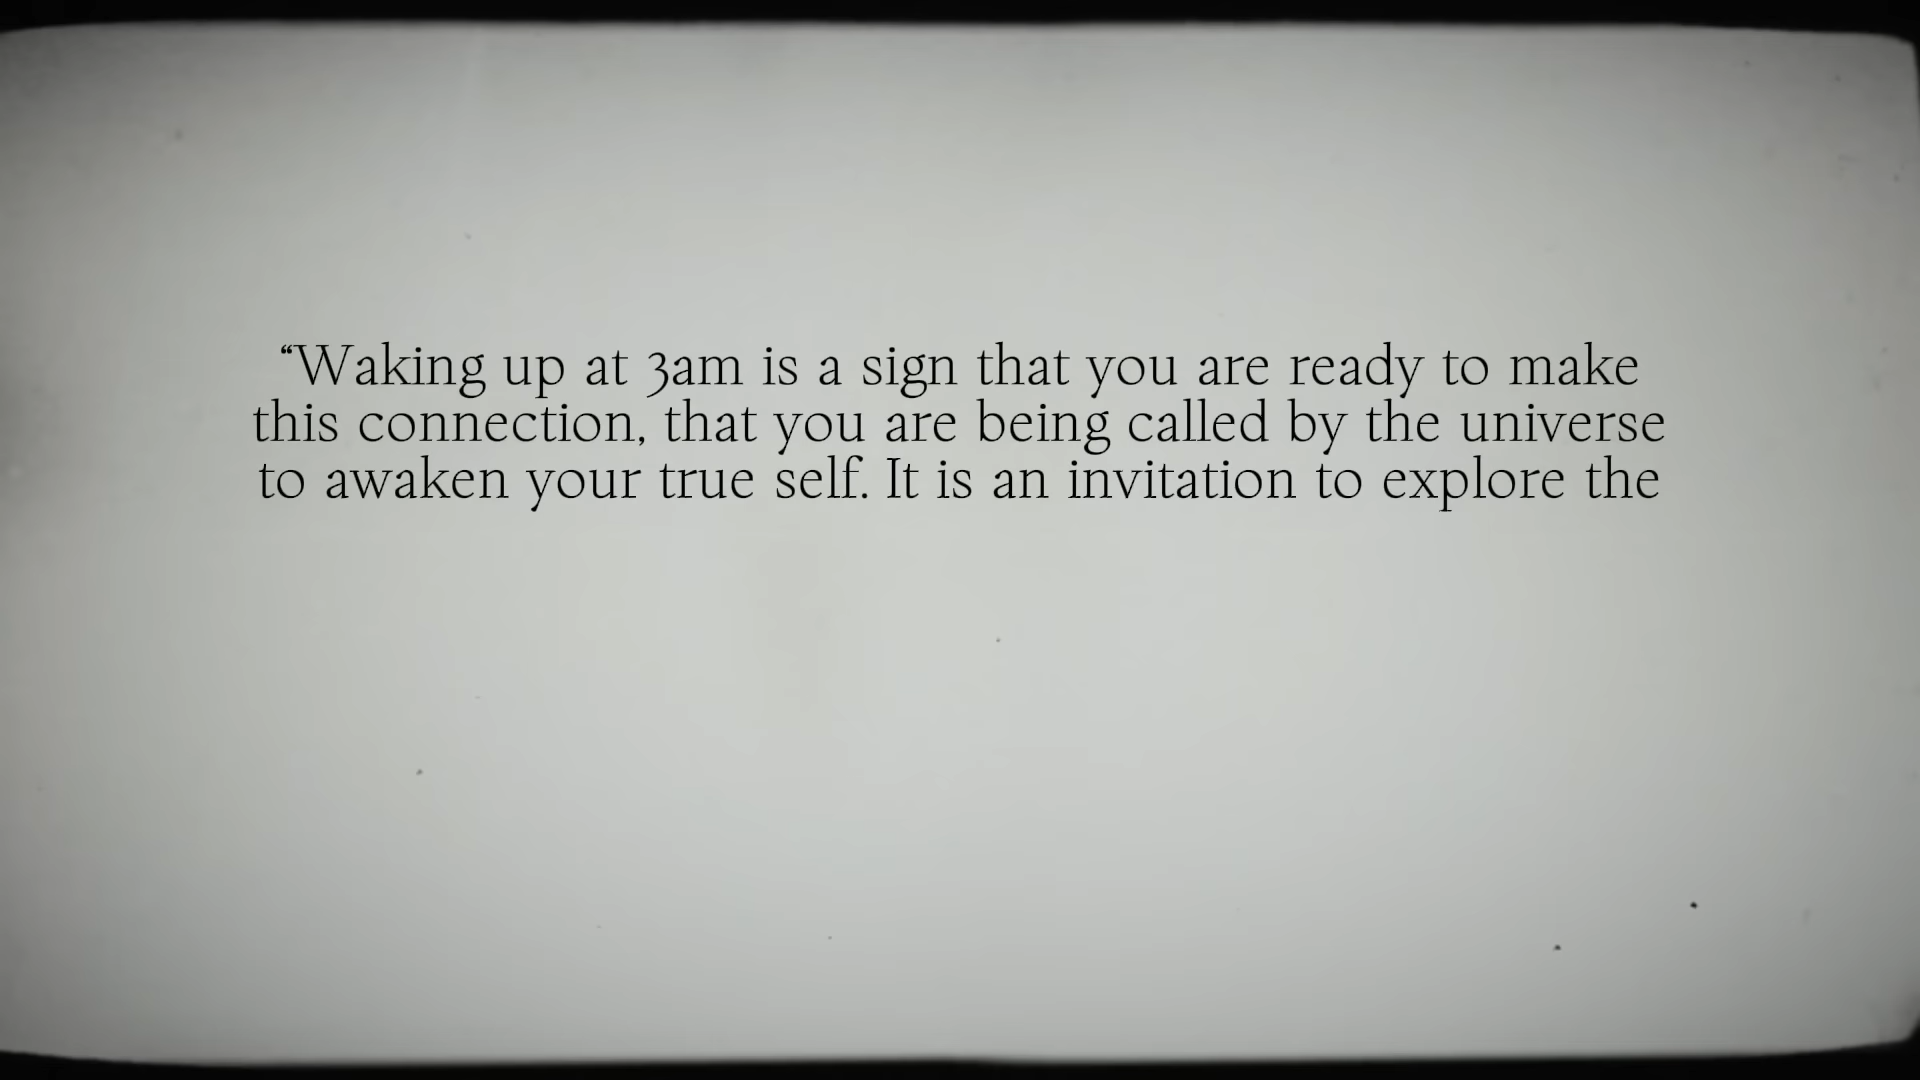 “Waking up at 3am is a sign that you are ready to make
this connection, that you are being called by the universe
to awaken your true self. It is an invitation to explore the